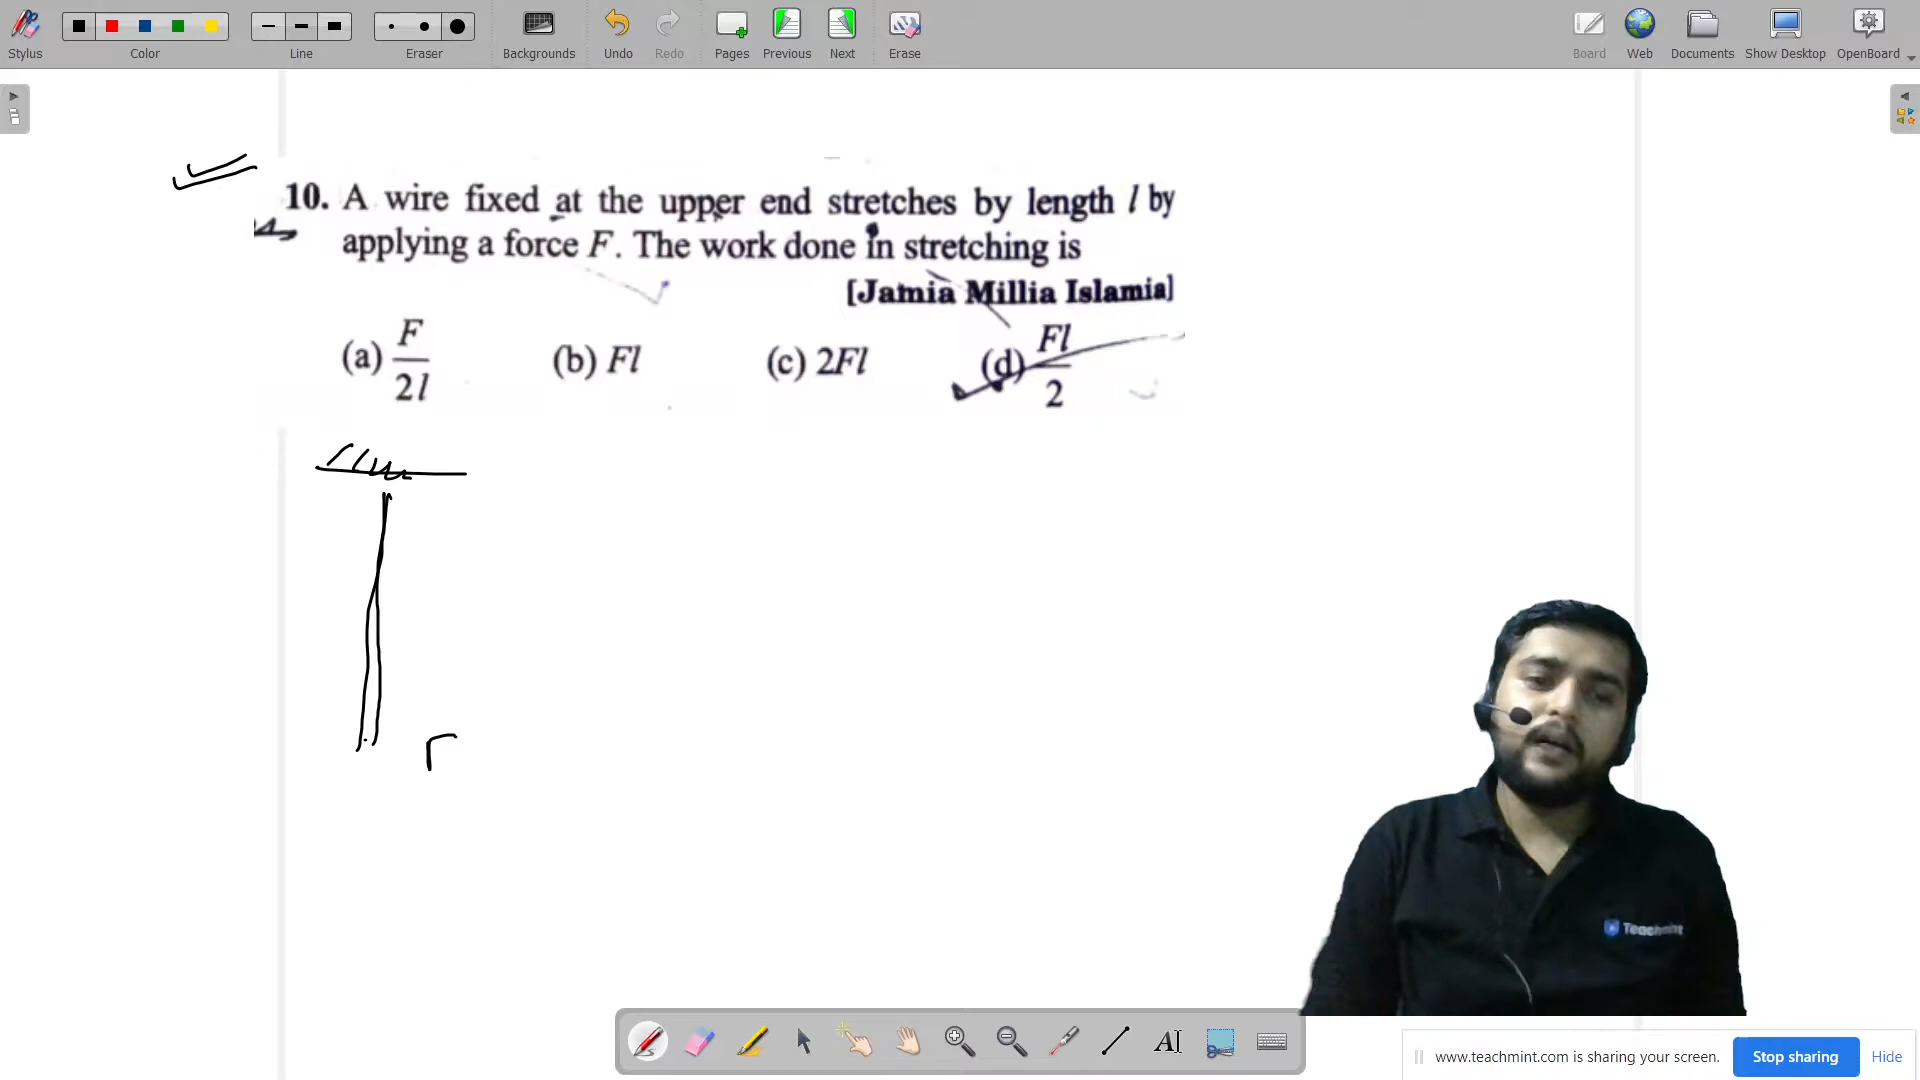 Stylus
Color
Line
Eraser
Backgrounds
Undo
Redo
Pages
Previous
Next
Erase
Board
Web
Documents
Show Desktop
OpenBoard
10. A wire fixed at the upper end stretches by length l by
applying a force F. The work done in stretching is
[Jamia Millia Islamia]
(a) F/2l (b) Fl (c) 2Fl (d) Fl/2
Teachmint
www.teachmint.com is sharing your screen.
Stop sharing
Hide